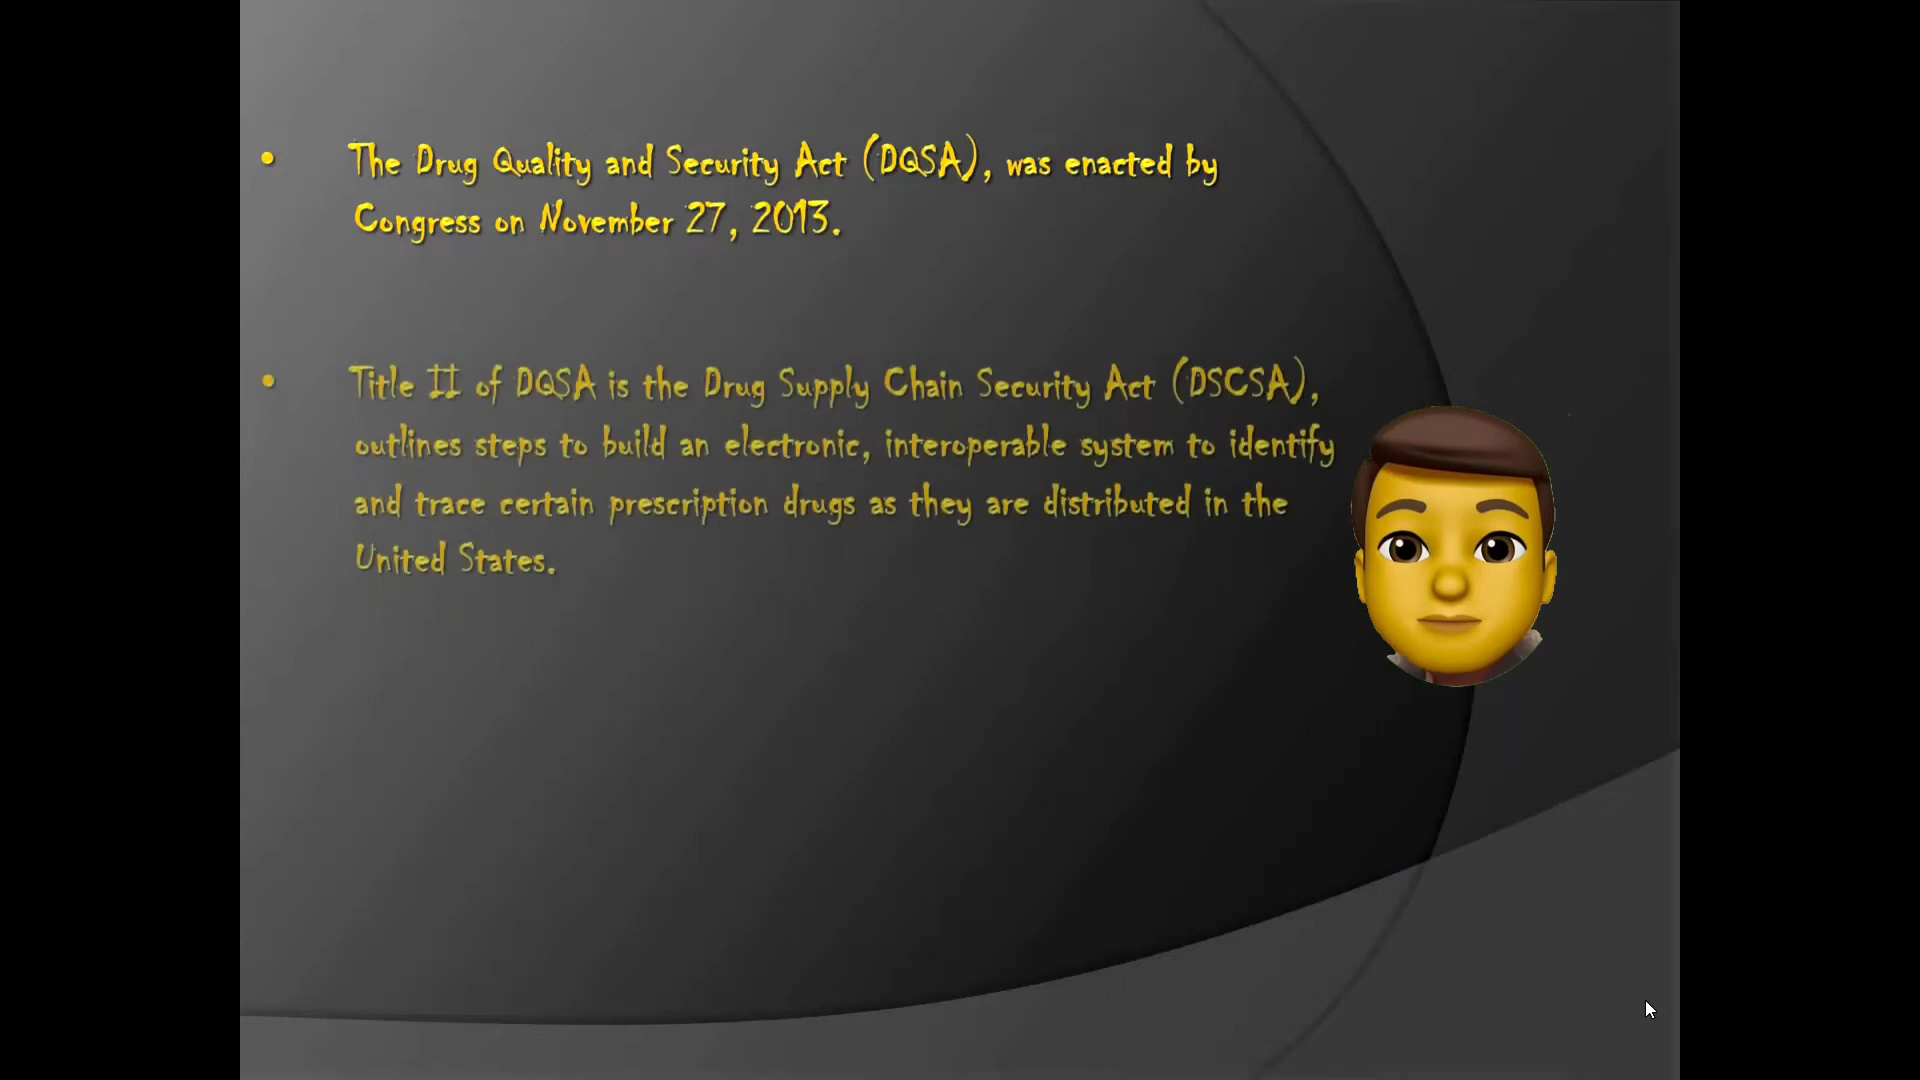 • The Drug Quality and Security Act (DQSA), was enacted by
Congress on November 27, 2013.
• Title II of DQSA is the Drug Supply Chain Security Act (DSCSA),
outlines steps to build an electronic, interoperable system to identify
and trace certain prescription drugs as they are distributed in the
United States.